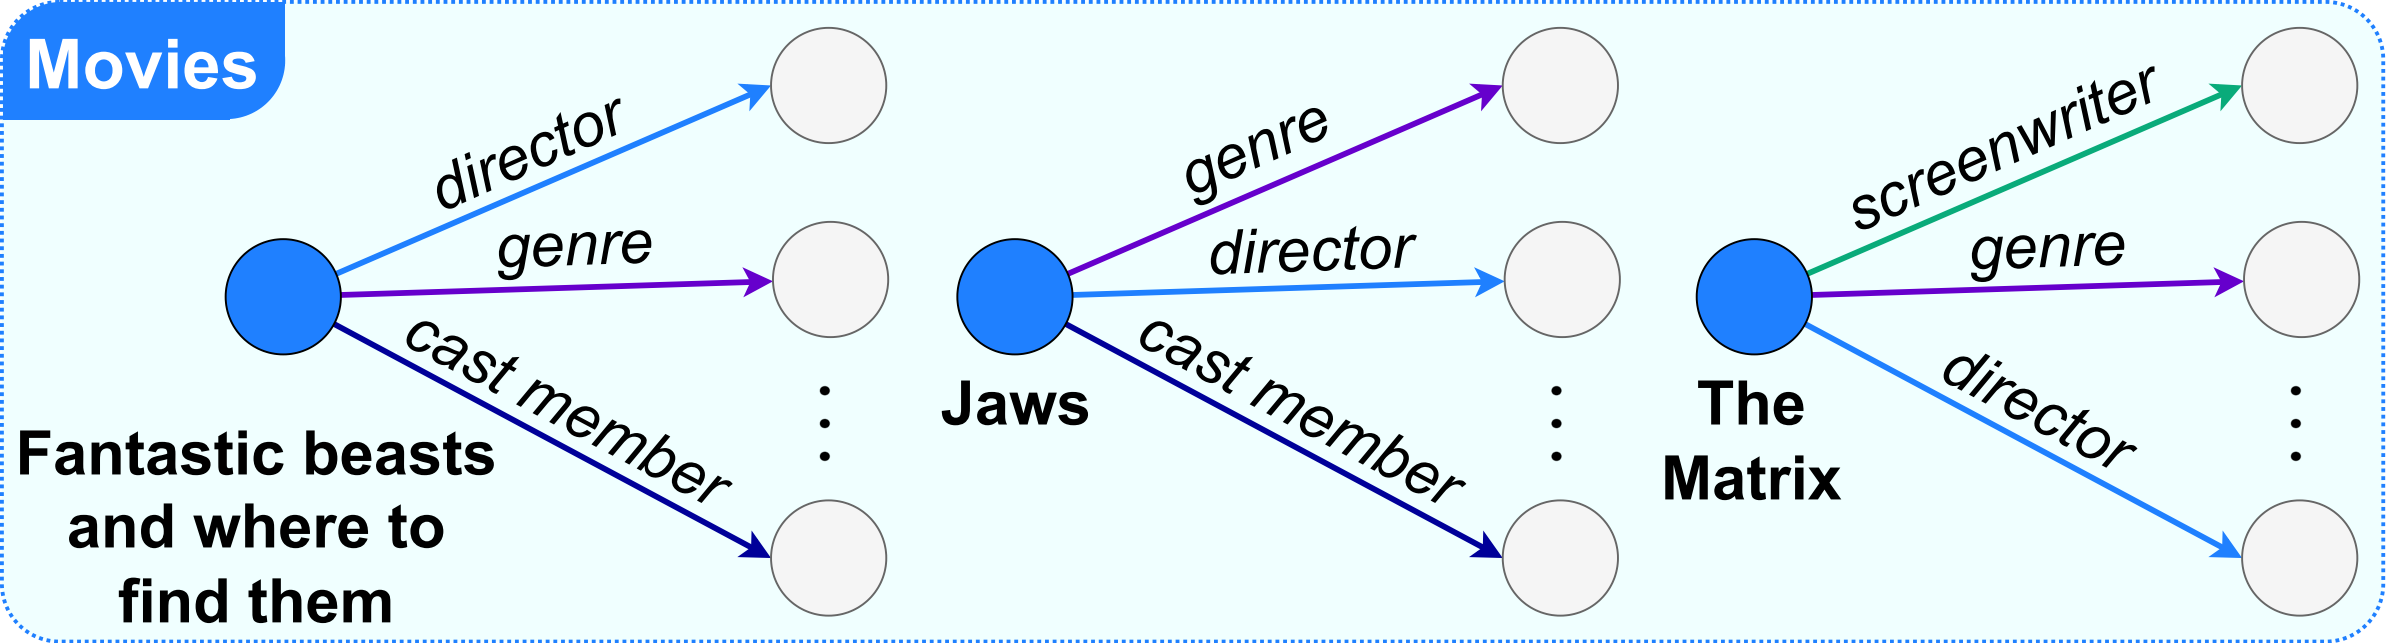 Movies
director
genre
cast member
Fantastic beasts
and where to
find them
genre
director
cast member
Jaws
screenwriter
genre
director
The
Matrix